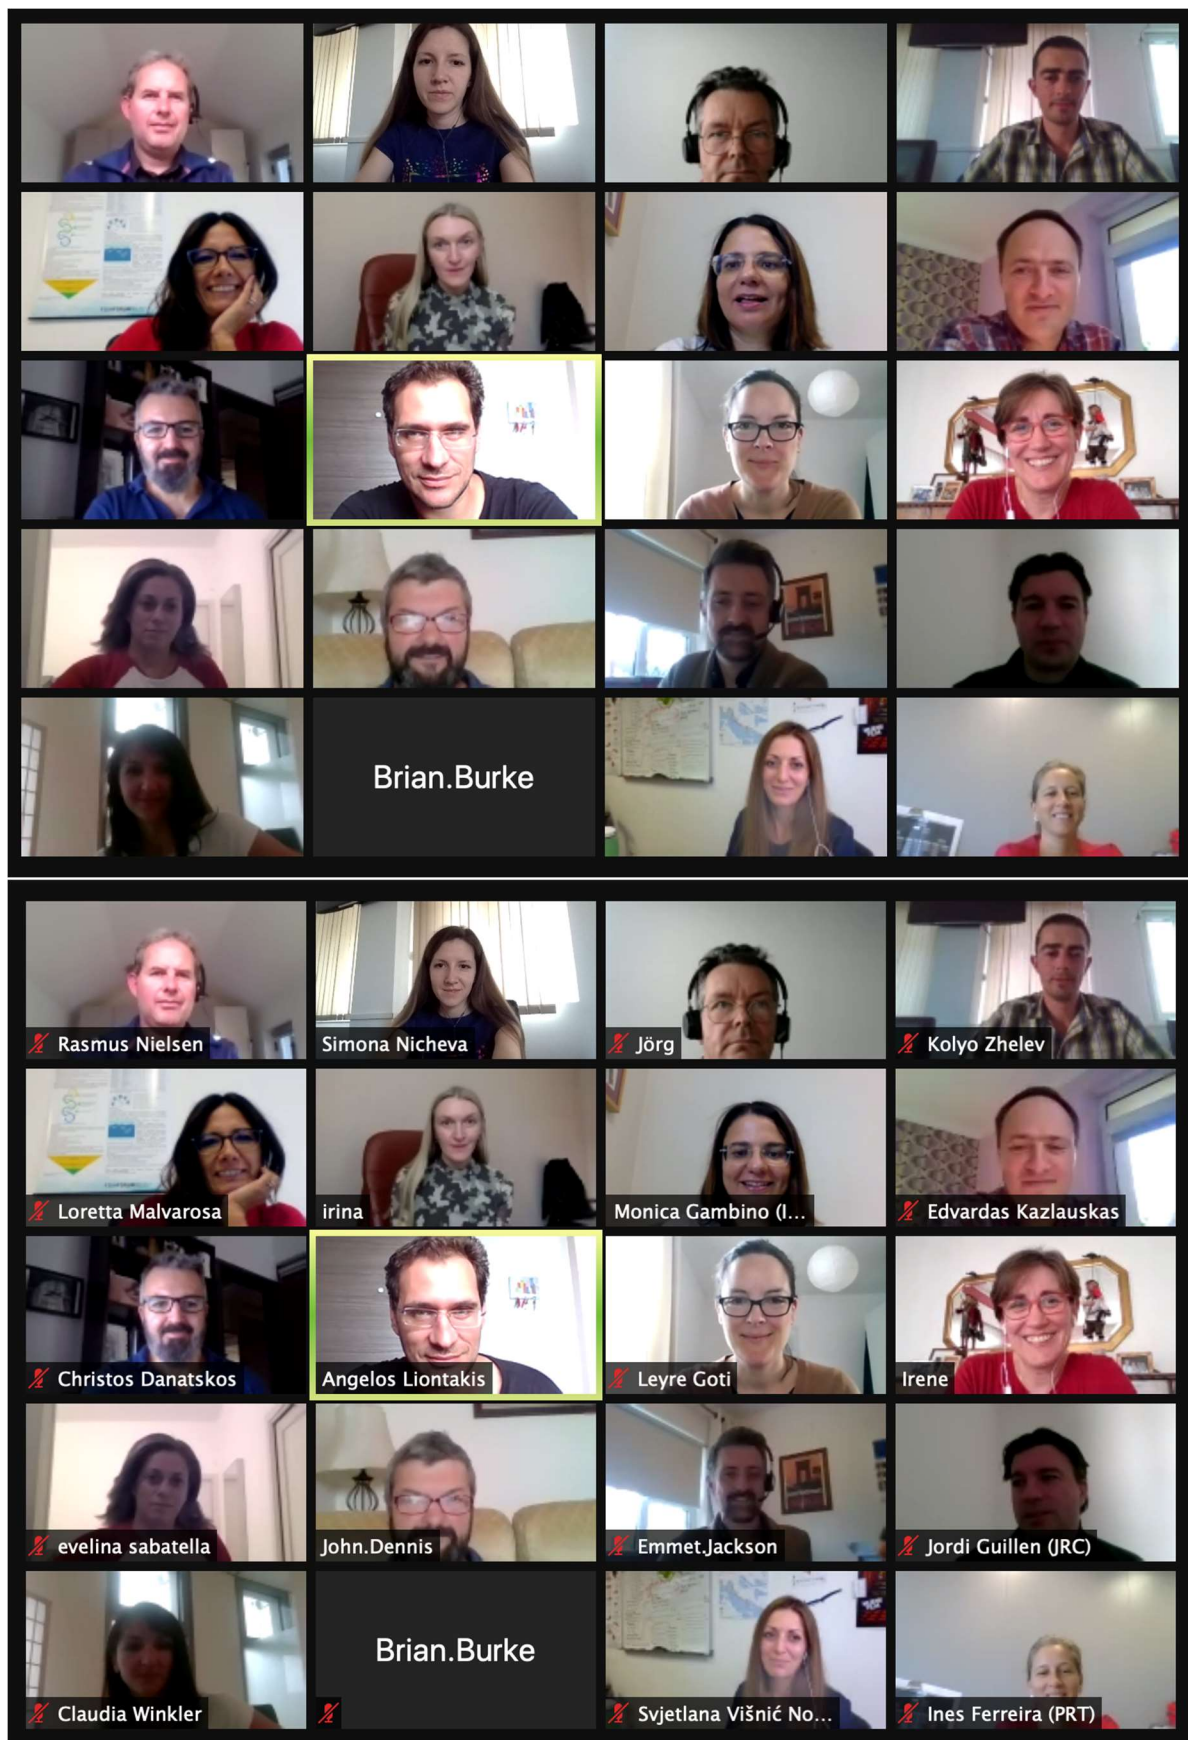 Brian.Burke
Rasmus Nielsen
Simona Nicheva
Jörg
Kolyo Zhelev
Loretta Malvarosa
irina
Monica Gambino (I...
Edvardas Kazlauskas
Christos Danatskos
Angelos Liontakis
Leyre Goti
Irene
evelina sabatella
John.Dennis
Emmet.Jackson
Jordi Guillen (JRC)
Claudia Winkler
Brian.Burke
Svjetlana Višnić No...
Ines Ferreira (PRT)